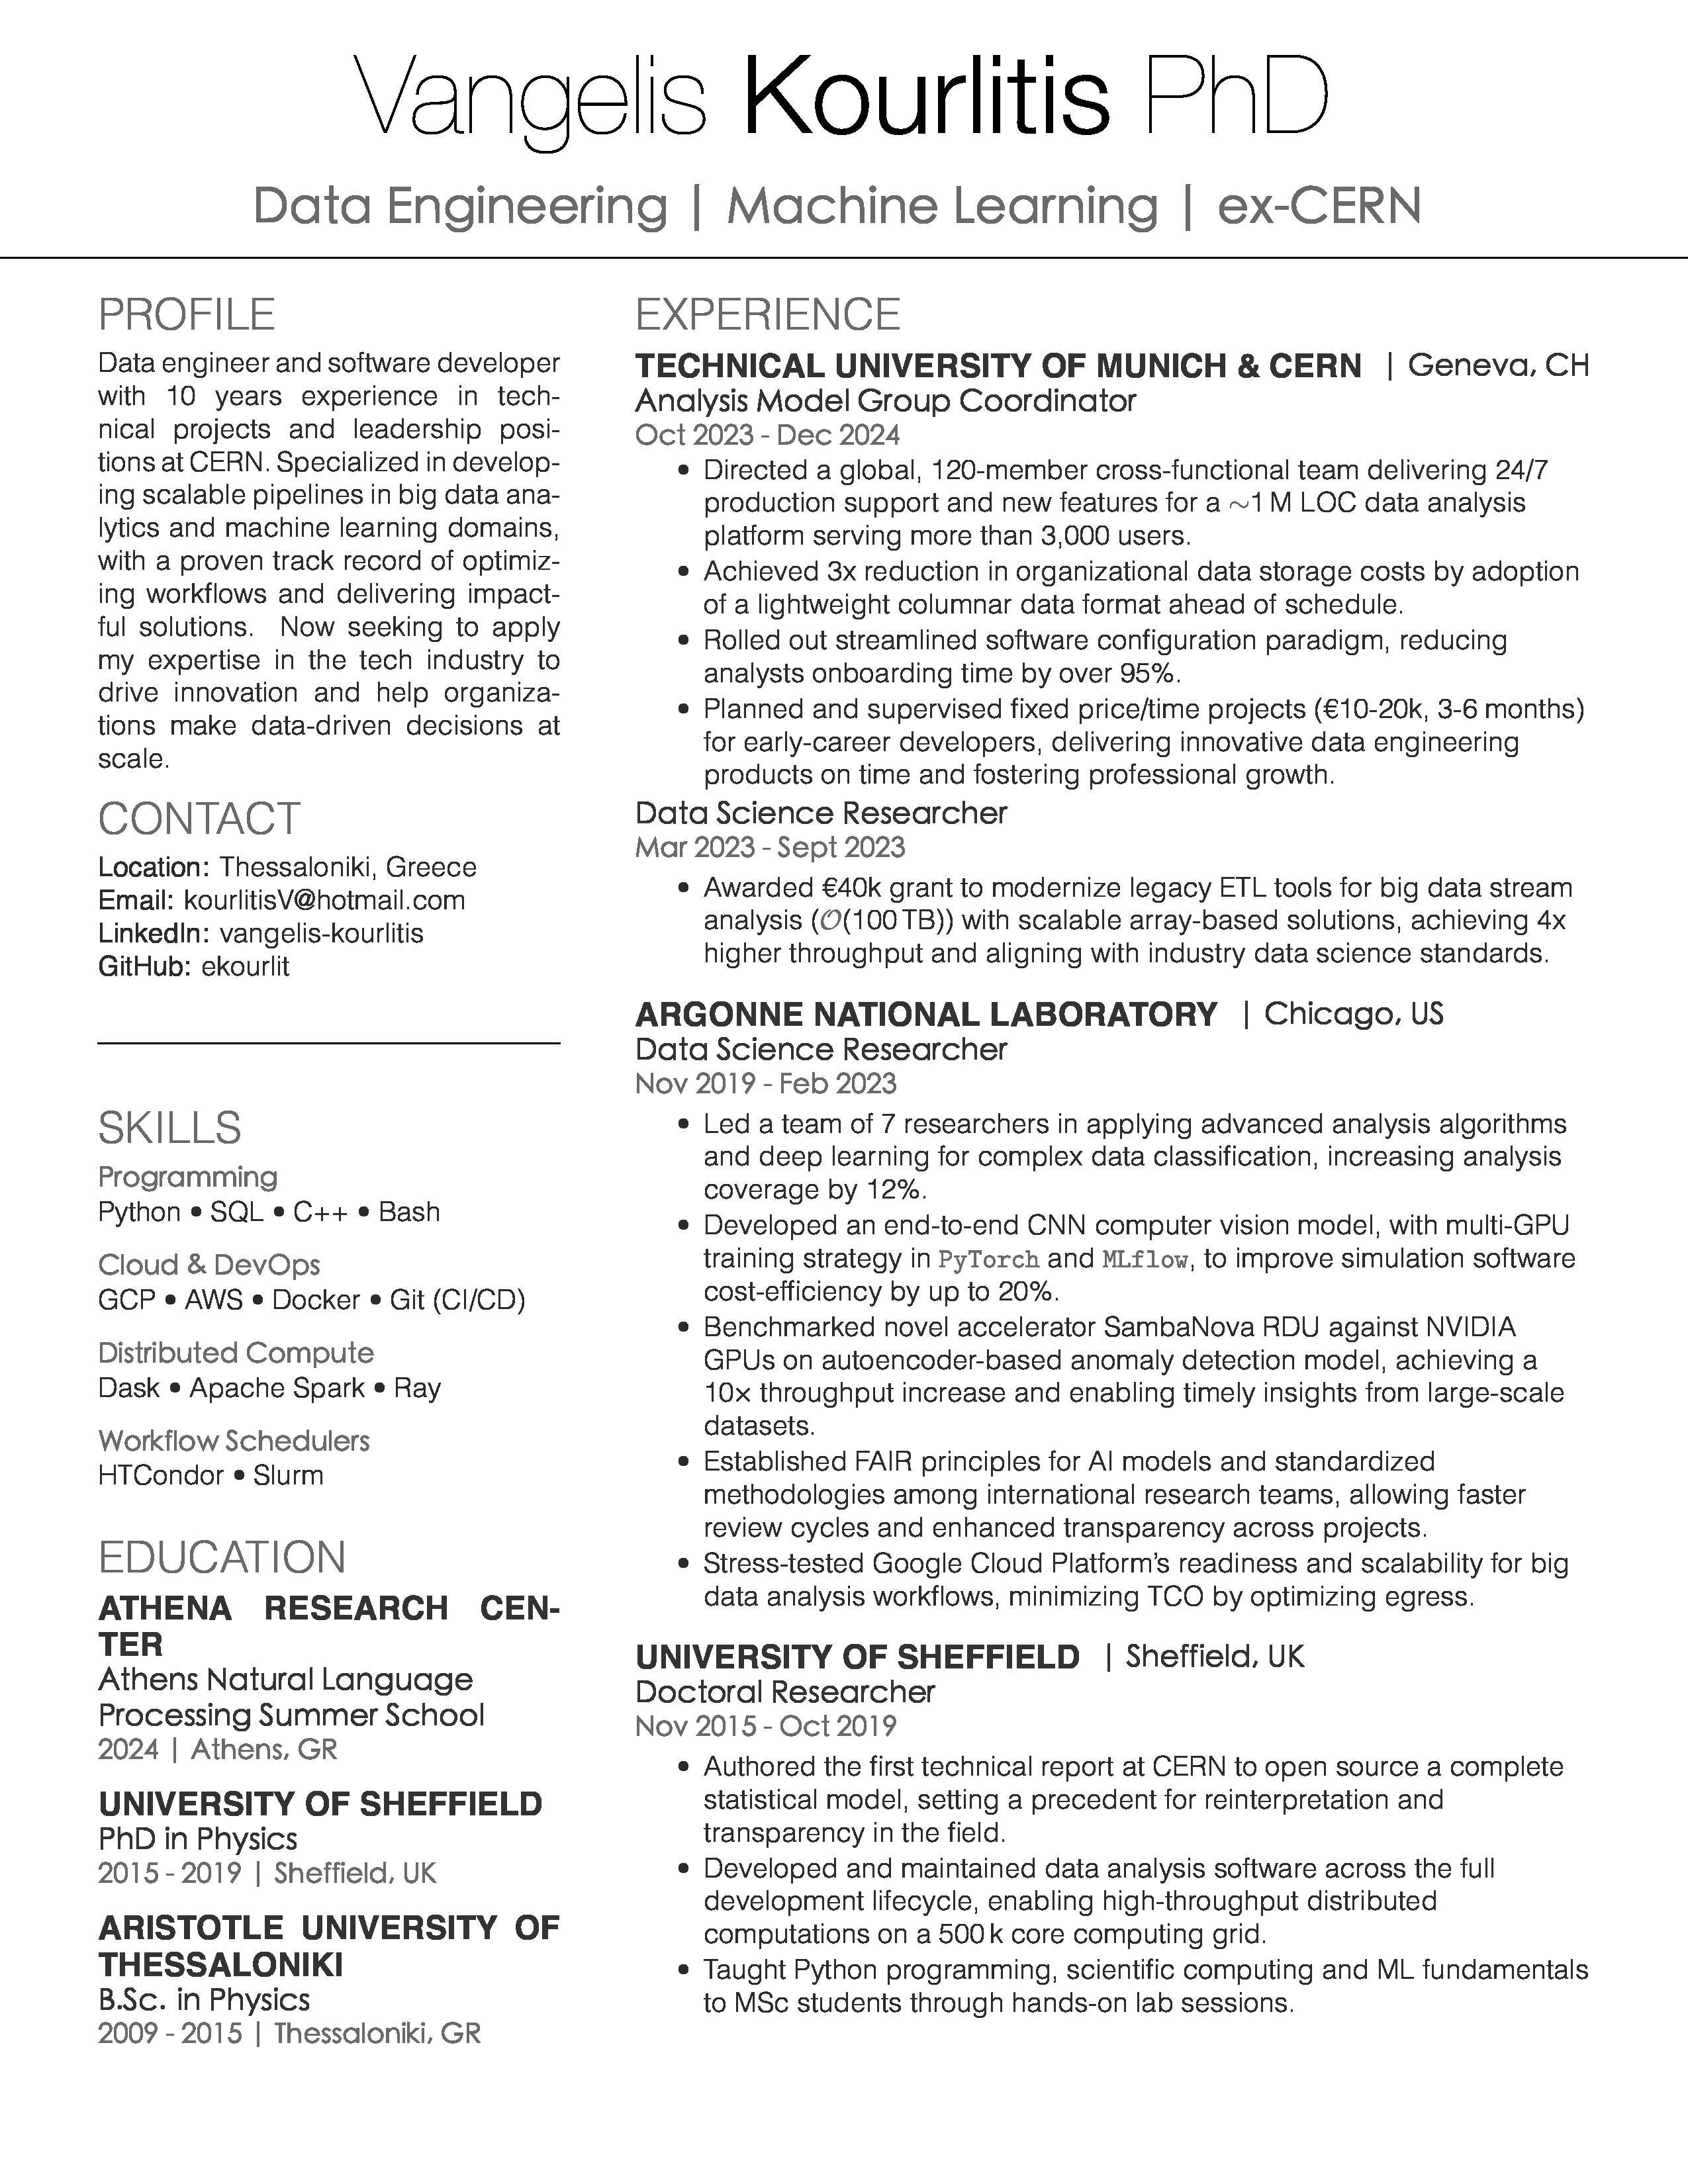 Vangelis Kourlitis PhD
Data Engineering | Machine Learning | ex-CERN
PROFILE
Data engineer and software developer
with 10 years experience in tech-
nical projects and leadership posi-
tions at CERN. Specialized in develop-
ing scalable pipelines in big data ana-
lytics and machine learning domains,
with a proven track record of optimiz-
ing workflows and delivering impact-
ful solutions. Now seeking to apply
my expertise in the tech industry to
drive innovation and help organiza-
tions make data-driven decisions at
scale.
CONTACT
Location: Thessaloniki, Greece
Email: kourlitisV@hotmail.com
LinkedIn: vangelis-kourlitis
GitHub: ekourlit
SKILLS
Programming
Python • SQL • C++ • Bash
Cloud & DevOps
GCP • AWS • Docker • Git (CI/CD)
Distributed Compute
Dask • Apache Spark • Ray
Workflow Schedulers
HTCondor • Slurm
EDUCATION
ATHENA RESEARCH CEN-
TER
Athens Natural Language
Processing Summer School
2024 | Athens, GR
UNIVERSITY OF SHEFFIELD
PhD in Physics
2015 - 2019 | Sheffield, UK
ARISTOTLE UNIVERSITY OF
THESSALONIKI
B.Sc. in Physics
2009 - 2015 | Thessaloniki, GR
EXPERIENCE
TECHNICAL UNIVERSITY OF MUNICH & CERN | Geneva, CH
Analysis Model Group Coordinator
Oct 2023 - Dec 2024
• Directed a global, 120-member cross-functional team delivering 24/7
production support and new features for a ~1 M LOC data analysis
platform serving more than 3,000 users.
• Achieved 3x reduction in organizational data storage costs by adoption
of a lightweight columnar data format ahead of schedule.
• Rolled out streamlined software configuration paradigm, reducing
analysts onboarding time by over 95%.
• Planned and supervised fixed price/time projects (€10-20k, 3-6 months)
for early-career developers, delivering innovative data engineering
products on time and fostering professional growth.
Data Science Researcher
Mar 2023 - Sept 2023
• Awarded €40k grant to modernize legacy ETL tools for big data stream
analysis (𝒪(100 TB)) with scalable array-based solutions, achieving 4x
higher throughput and aligning with industry data science standards.
ARGONNE NATIONAL LABORATORY | Chicago, US
Data Science Researcher
Nov 2019 - Feb 2023
• Led a team of 7 researchers in applying advanced analysis algorithms
and deep learning for complex data classification, increasing analysis
coverage by 12%.
• Developed an end-to-end CNN computer vision model, with multi-GPU
training strategy in PyTorch and MLflow, to improve simulation software
cost-efficiency by up to 20%.
• Benchmarked novel accelerator SambaNova RDU against NVIDIA
GPUs on autoencoder-based anomaly detection model, achieving a
10× throughput increase and enabling timely insights from large-scale
datasets.
• Established FAIR principles for AI models and standardized
methodologies among international research teams, allowing faster
review cycles and enhanced transparency across projects.
• Stress-tested Google Cloud Platform's readiness and scalability for big
data analysis workflows, minimizing TCO by optimizing egress.
UNIVERSITY OF SHEFFIELD | Sheffield, UK
Doctoral Researcher
Nov 2015 - Oct 2019
• Authored the first technical report at CERN to open source a complete
statistical model, setting a precedent for reinterpretation and
transparency in the field.
• Developed and maintained data analysis software across the full
development lifecycle, enabling high-throughput distributed
computations on a 500 k core computing grid.
• Taught Python programming, scientific computing and ML fundamentals
to MSc students through hands-on lab sessions.